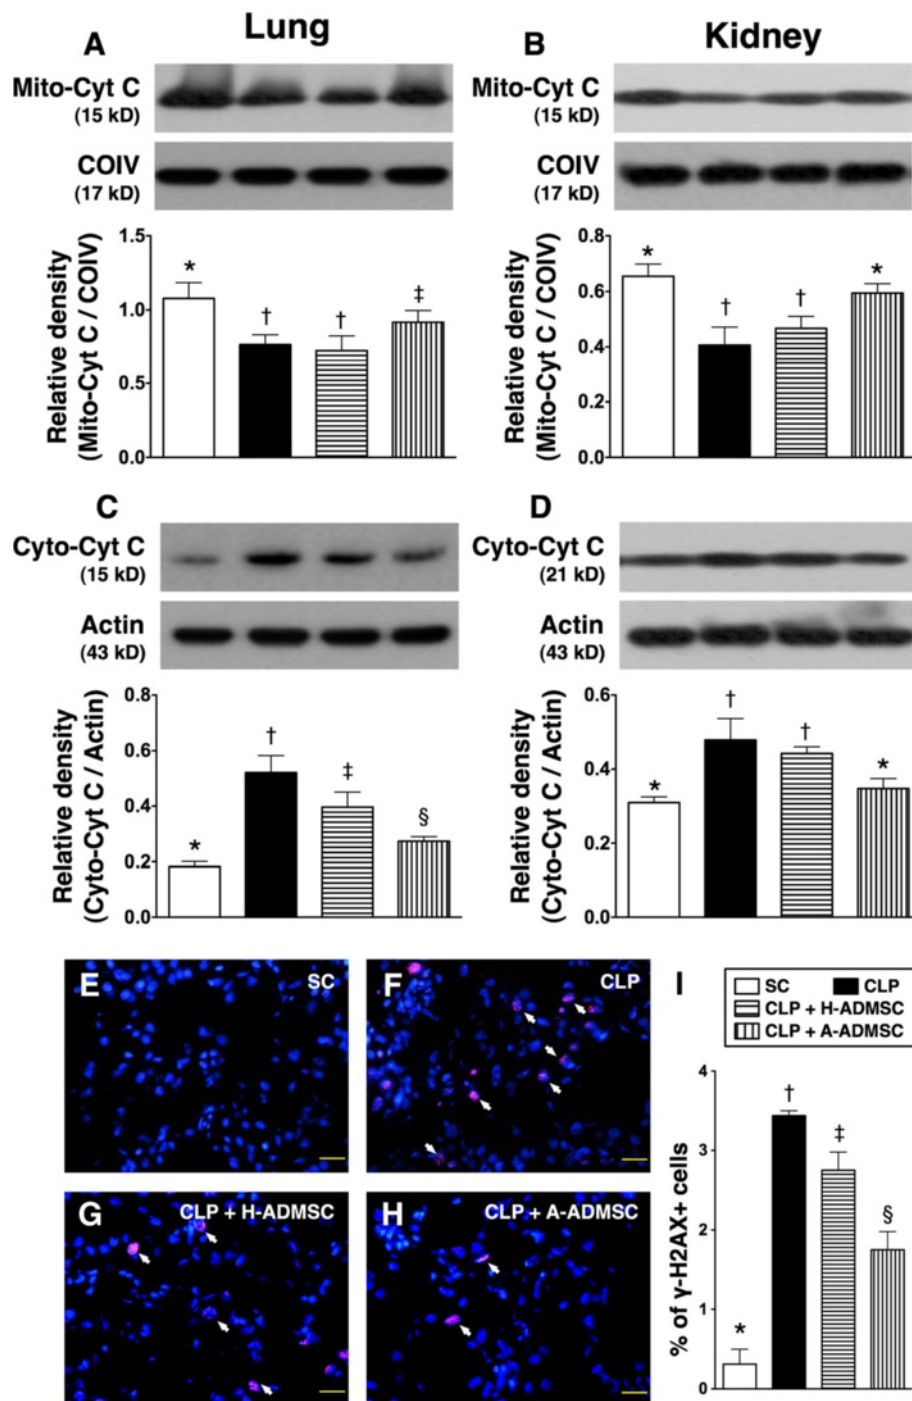 Lung
Kidney
A
B
Mito-Cyt C
(15 kD)
Mito-Cyt C
(15 kD)
COIV
(17 kD)
COIV
(17 kD)
Relative density
(Mito-Cyt C / COIV)
1.5
1.0
0.5
0.0
*
†
†
‡
Relative density
(Mito-Cyt C / COIV)
0.8
0.6
0.4
0.2
0.0
*
†
†
*
C
D
Cyto-Cyt C
(15 kD)
Cyto-Cyt C
(21 kD)
Actin
(43 kD)
Actin
(43 kD)
Relative density
(Cyto-Cyt C / Actin)
0.8
0.6
0.4
0.2
0.0
*
†
‡
§
Relative density
(Cyto-Cyt C / Actin)
0.6
0.4
0.2
0.0
*
†
†
*
E
SC
F
CLP
G
CLP + H-ADMSC
H
CLP + A-ADMSC
I
SC
CLP
CLP + H-ADMSC
CLP + A-ADMSC
% of γ-H2AX+ cells
4
3
2
1
0
*
†
‡
§